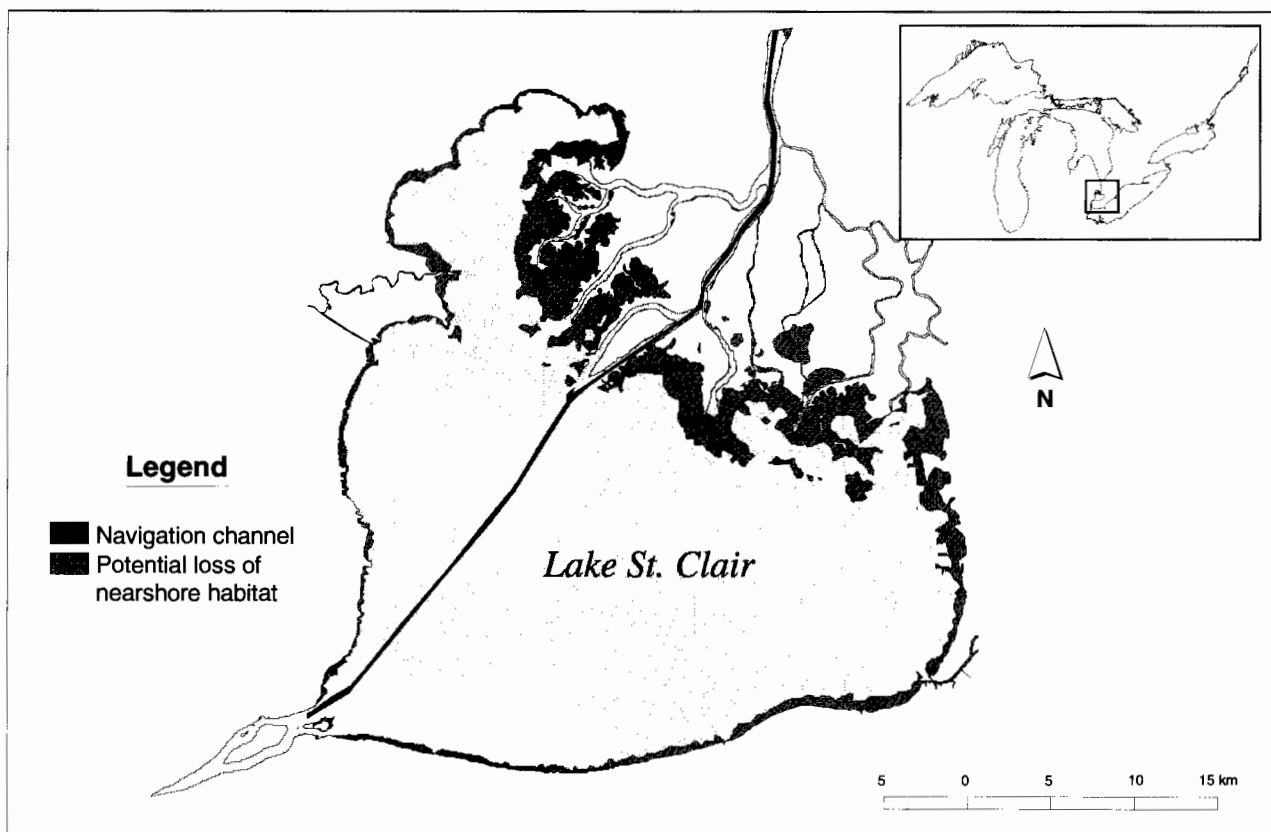 N
Legend
Navigation channel
Potential loss of
nearshore habitat
Lake St. Clair
5 0 5 10 15 km